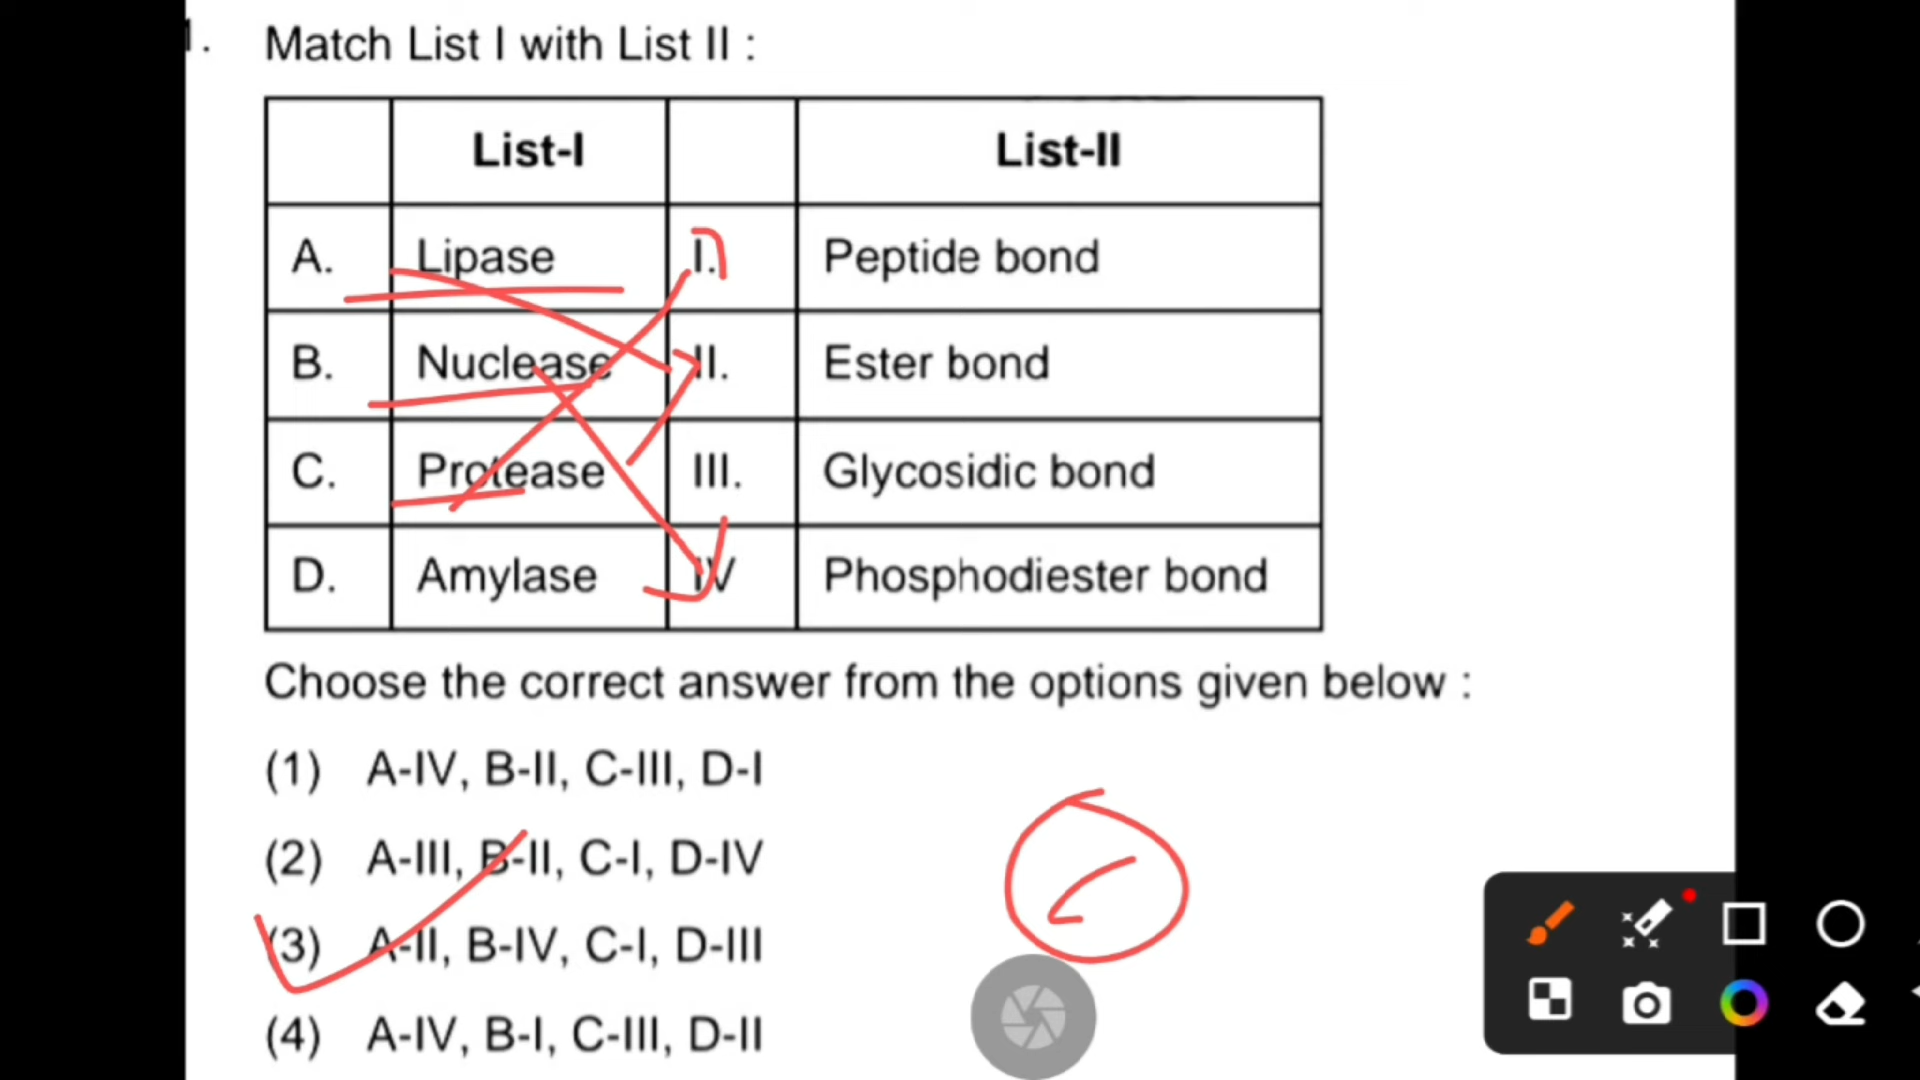 1. Match List I with List II :
List-I List-II
A. Lipase I. Peptide bond
B. Nuclease II. Ester bond
C. Protease III. Glycosidic bond
D. Amylase IV Phosphodiester bond
Choose the correct answer from the options given below :
(1) A-IV, B-II, C-III, D-I
(2) A-III, B-II, C-I, D-IV
(3) A-II, B-IV, C-I, D-III
(4) A-IV, B-I, C-III, D-II